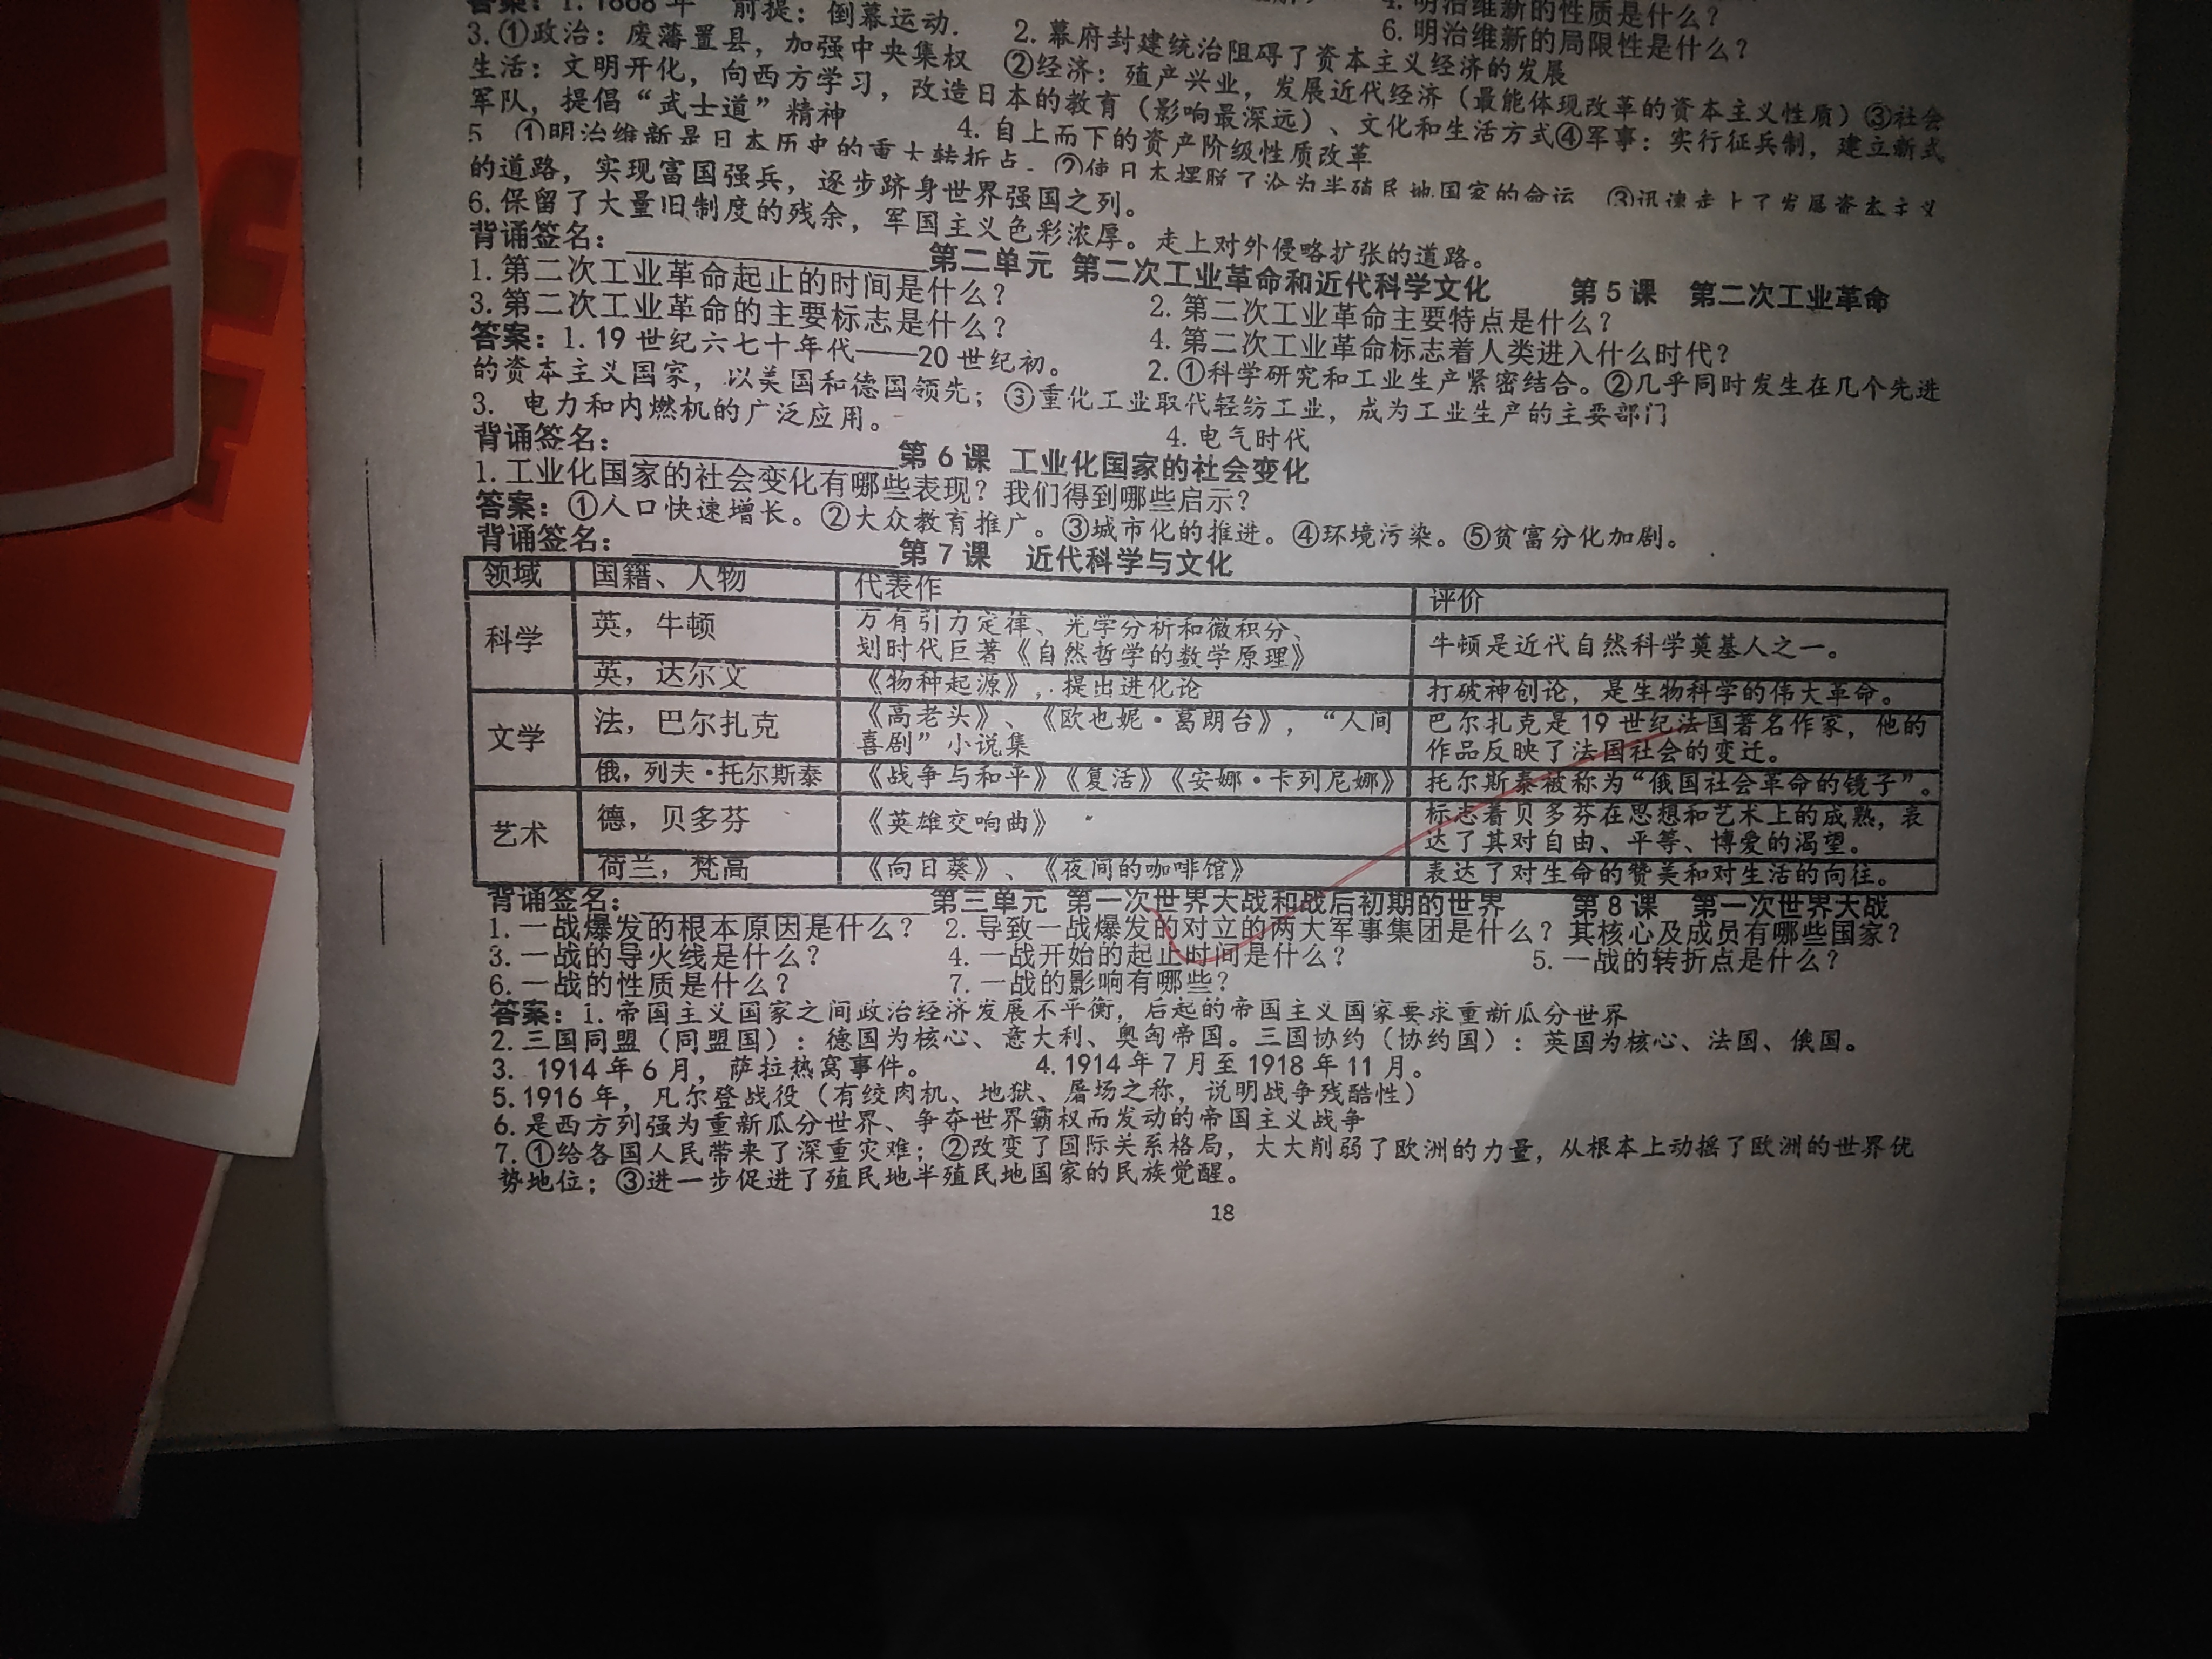 答案：1. 1868年 前提：倒幕运动. 4. 明治维新的性质是什么？
2. 幕府封建统治阻碍了资本主义经济的发展 6. 明治维新的局限性是什么？
3. ①政治：废藩置县，加强中央集权 ②经济：殖产兴业，发展近代经济（最能体现改革的资本主义性质）③社会
生活：文明开化，向西方学习，改造日本的教育（影响最深远）、文化和生活方式④军事：实行征兵制，建立新式
军队，提倡“武士道”精神 4. 自上而下的资产阶级性质改革
5. ①明治维新是日本历史的重大转折点. ②使日本摆脱了沦为半殖民地国家的命运 ③迅速走上了发展资本主义
的道路，实现富国强兵，逐步跻身世界强国之列。
6. 保留了大量旧制度的残余，军国主义色彩浓厚。走上对外侵略扩张的道路。
背诵签名： 第二单元 第二次工业革命和近代科学文化 第5课 第二次工业革命
1. 第二次工业革命起止的时间是什么？ 2. 第二次工业革命主要特点是什么？
3. 第二次工业革命的主要标志是什么？ 4. 第二次工业革命标志着人类进入什么时代？
答案：1. 19世纪六七十年代——20世纪初。 2. ①科学研究和工业生产紧密结合。②几乎同时发生在几个先进
的资本主义国家，以美国和德国领先；③重化工业取代轻纺工业，成为工业生产的主要部门
3. 电力和内燃机的广泛应用。 4. 电气时代
背诵签名： 第6课 工业化国家的社会变化
1. 工业化国家的社会变化有哪些表现？我们得到哪些启示？
答案：①人口快速增长。②大众教育推广。③城市化的推进。④环境污染。⑤贫富分化加剧。
背诵签名： 第7课 近代科学与文化
领域 国籍、人物 代表作 评价
科学 英，牛顿 万有引力定律、光学分析和微积分、
划时代巨著《自然哲学的数学原理》 牛顿是近代自然科学奠基人之一。
英，达尔文 《物种起源》，提出进化论 打破神创论，是生物科学的伟大革命。
文学 法，巴尔扎克 《高老头》、《欧也妮·葛朗台》，“人间 巴尔扎克是19世纪法国著名作家，他的
喜剧”小说集 作品反映了法国社会的变迁。
俄，列夫·托尔斯泰 《战争与和平》《复活》《安娜·卡列尼娜》 托尔斯泰被称为“俄国社会革命的镜子”。
艺术 德，贝多芬 《英雄交响曲》 标志着贝多芬在思想和艺术上的成熟，表
达了其对自由、平等、博爱的渴望。
荷兰，梵高 《向日葵》、《夜间的咖啡馆》 表达了对生命的赞美和对生活的向往。
背诵签名： 第三单元 第一次世界大战和战后初期的世界 第8课 第一次世界大战
1. 一战爆发的根本原因是什么？ 2. 导致一战爆发的对立的两大军事集团是什么？其核心及成员有哪些国家？
3. 一战的导火线是什么？ 4. 一战开始的起止时间是什么？ 5. 一战的转折点是什么？
6. 一战的性质是什么？ 7. 一战的影响有哪些？
答案：1. 帝国主义国家之间政治经济发展不平衡，后起的帝国主义国家要求重新瓜分世界
2. 三国同盟（同盟国）：德国为核心、意大利、奥匈帝国。三国协约（协约国）：英国为核心、法国、俄国。
3. 1914年6月，萨拉热窝事件。 4. 1914年7月至1918年11月。
5. 1916年，凡尔登战役（有绞肉机、地狱、屠场之称，说明战争残酷性）
6. 是西方列强为重新瓜分世界、争夺世界霸权而发动的帝国主义战争
7. ①给各国人民带来了深重灾难；②改变了国际关系格局，大大削弱了欧洲的力量，从根本上动摇了欧洲的世界优
势地位；③进一步促进了殖民地半殖民地国家的民族觉醒。
18